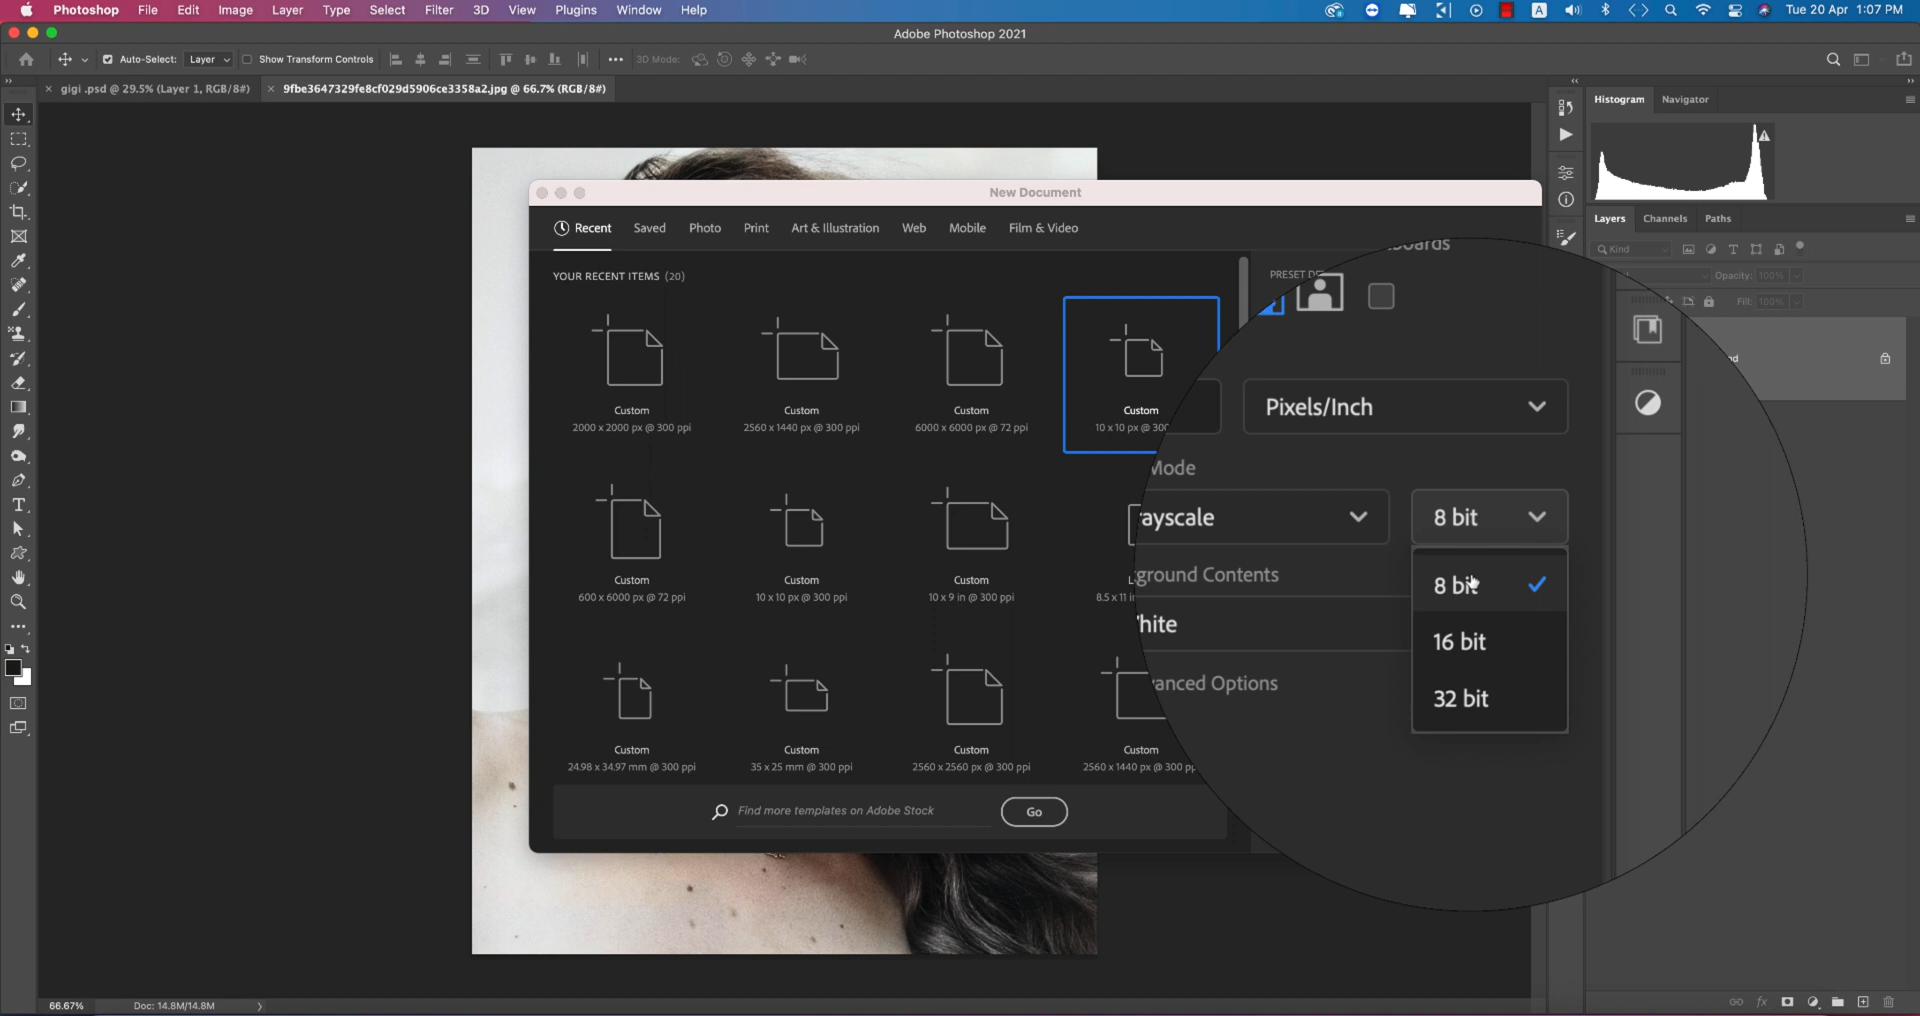 Photoshop File Edit Image Layer Type Select Filter 3D View Plugins Window Help
A Tue 20 Apr 1:07 PM
Adobe Photoshop 2021
Auto-Select: Layer Show Transform Controls 3D Mode:
gigi .psd @ 29.5% (Layer 1, RGB/8#)
9fbe3647329fe8cf029d5906ce3358a2.jpg @ 66.7% (RGB/8#)
Histogram Navigator
New Document
Recent Saved Photo Print Art & Illustration Web Mobile Film & Video
Layers Channels Paths
Kind
Opacity: 100%
Fill: 100%
nd
YOUR RECENT ITEMS (20)
PRESET DE
boards
Custom
2000 x 2000 px @ 300 ppi
Custom
2560 x 1440 px @ 300 ppi
Custom
6000 x 6000 px @ 72 ppi
Custom
10 x 10 px @ 300
Custom
600 x 6000 px @ 72 ppi
Custom
10 x 10 px @ 300 ppi
Custom
10 x 9 in @ 300 ppi
L
8.5 x 11 i
Custom
24.98 x 34.97 mm @ 300 ppi
Custom
35 x 25 mm @ 300 ppi
Custom
2560 x 2560 px @ 300 ppi
Custom
2560 x 1440 px @ 300 pp
Find more templates on Adobe Stock Go
Pixels/Inch
Mode
ayscale 8 bit
ground Contents
8 bit
hite
16 bit
anced Options
32 bit
66.67% Doc: 14.8M/14.8M
fx